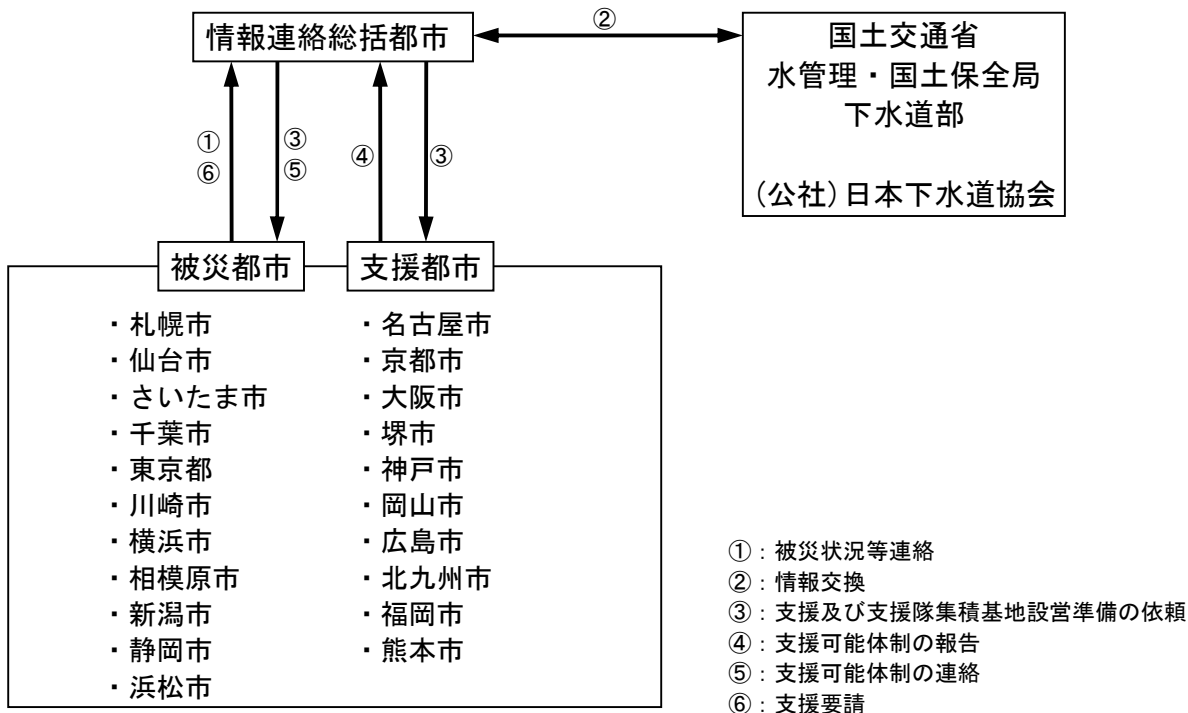 情報連絡総括都市
②
国土交通省
水管理・国土保全局
下水道部
(公社)日本下水道協会
①
⑥
③
⑤
④
③
被災都市
支援都市
・札幌市
・仙台市
・さいたま市
・千葉市
・東京都
・川崎市
・横浜市
・相模原市
・新潟市
・静岡市
・浜松市
・名古屋市
・京都市
・大阪市
・堺市
・神戸市
・岡山市
・広島市
・北九州市
・福岡市
・熊本市
①：被災状況等連絡
②：情報交換
③：支援及び支援隊集積基地設営準備の依頼
④：支援可能体制の報告
⑤：支援可能体制の連絡
⑥：支援要請